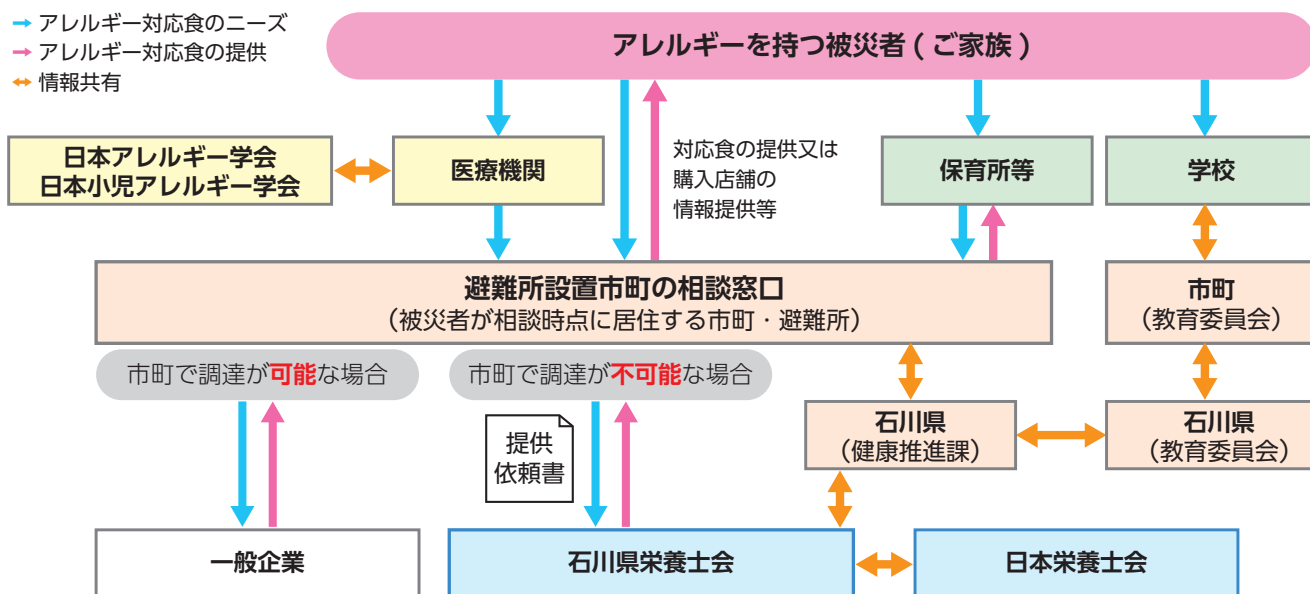 アレルギー対応食のニーズ
アレルギー対応食の提供
情報共有
アレルギーを持つ被災者 ( ご家族 )
日本アレルギー学会
日本小児アレルギー学会
医療機関
対応食の提供又は
購入店舗の
情報提供等
保育所等
学校
避難所設置市町の相談窓口
（被災者が相談時点に居住する市町・避難所）
市町
（教育委員会）
市町で調達が可能な場合
市町で調達が不可能な場合
提供
依頼書
石川県
（健康推進課）
石川県
（教育委員会）
一般企業
石川県栄養士会
日本栄養士会